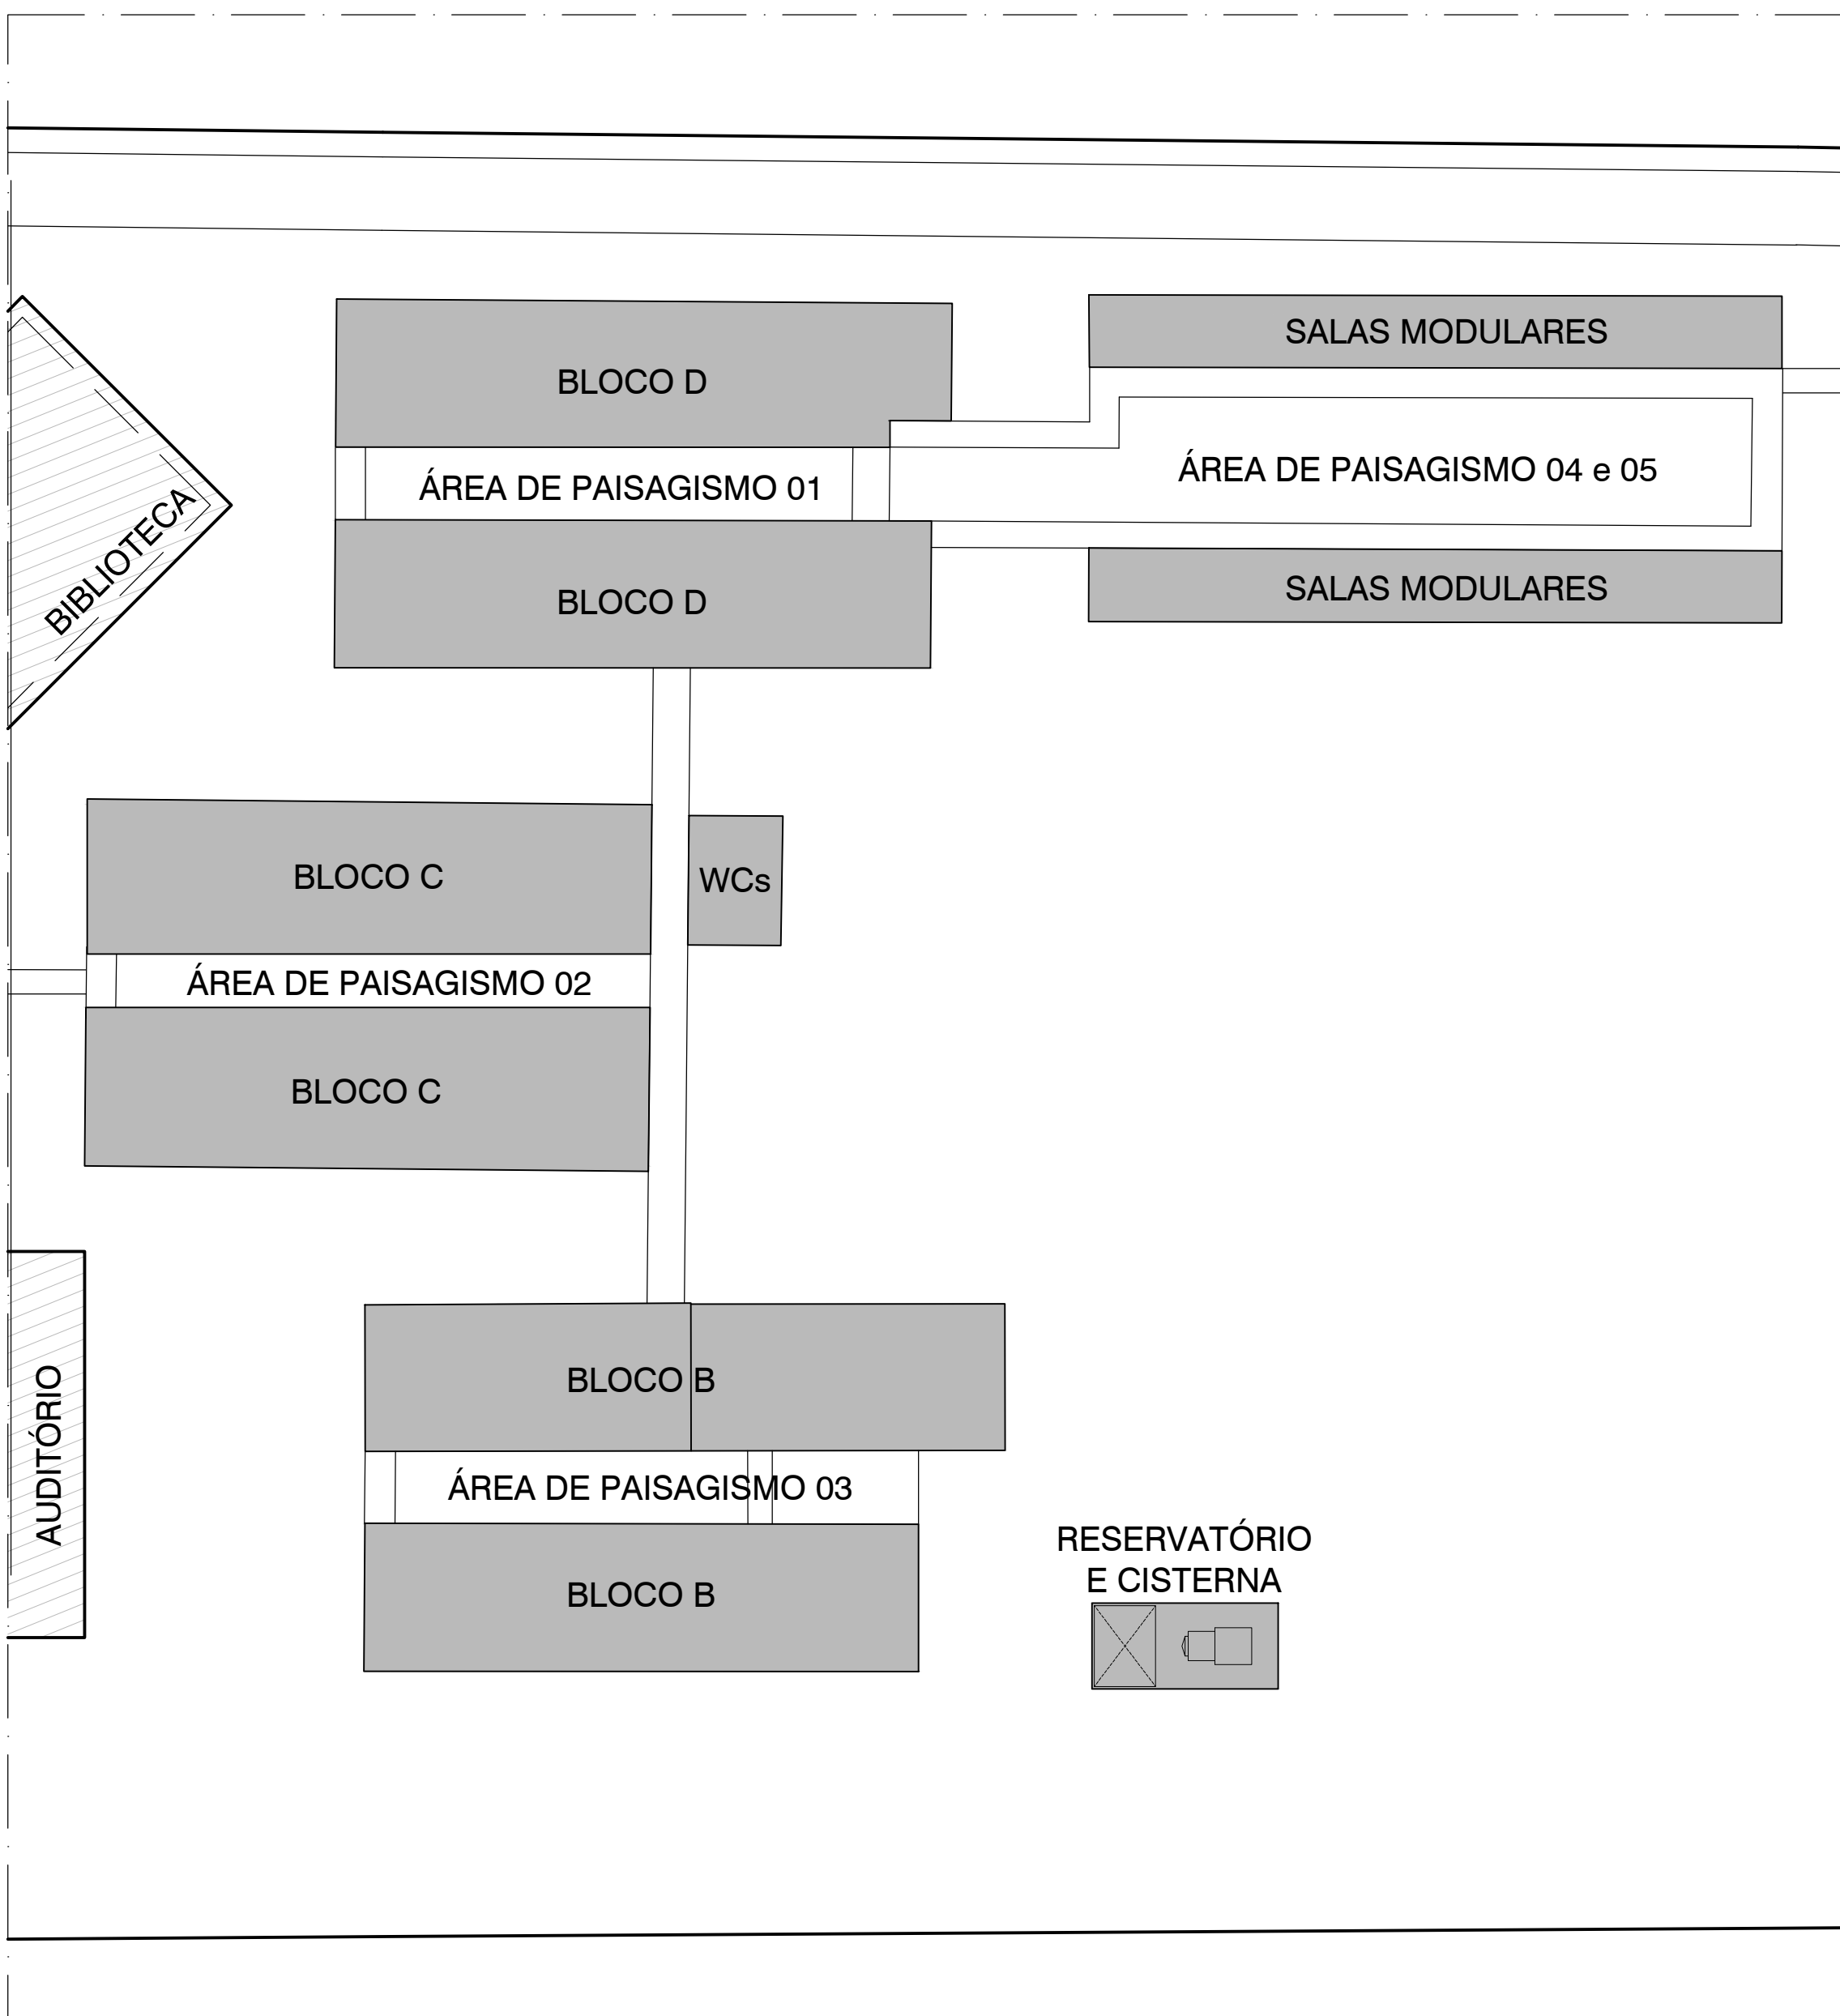 SALAS MODULARES
BLOCO D
ÁREA DE PAISAGISMO 04 e 05
ÁREA DE PAISAGISMO 01
BIBLIOTECA
SALAS MODULARES
BLOCO D
BLOCO C
WCs
ÁREA DE PAISAGISMO 02
BLOCO C
BLOCO B
AUDITÓRIO
ÁREA DE PAISAGISMO 03
RESERVATÓRIO
E CISTERNA
BLOCO B